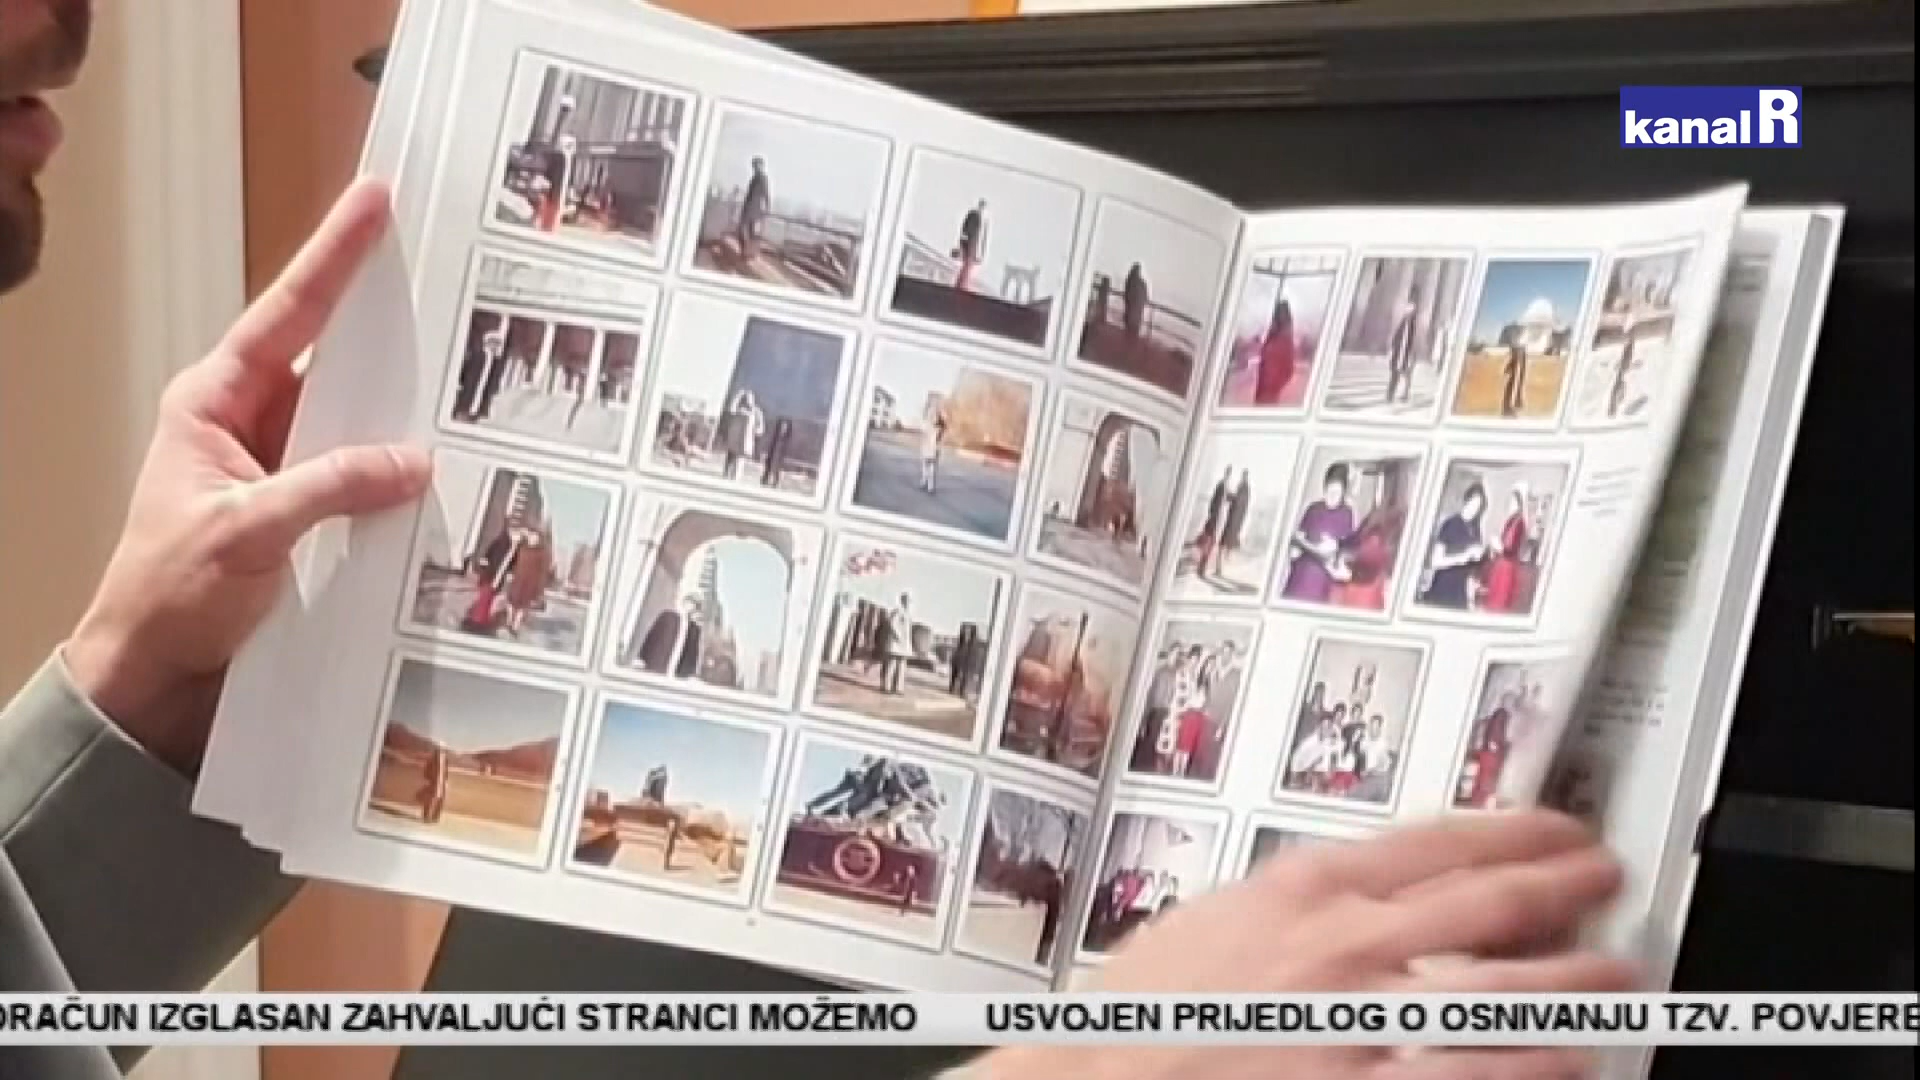 kanal R
ORAČUN IZGLASAN ZAHVALJUĆI STRANCI MOŽEMO USVOJEN PRIJEDLOG O OSNIVANJU TZV. POVJERE